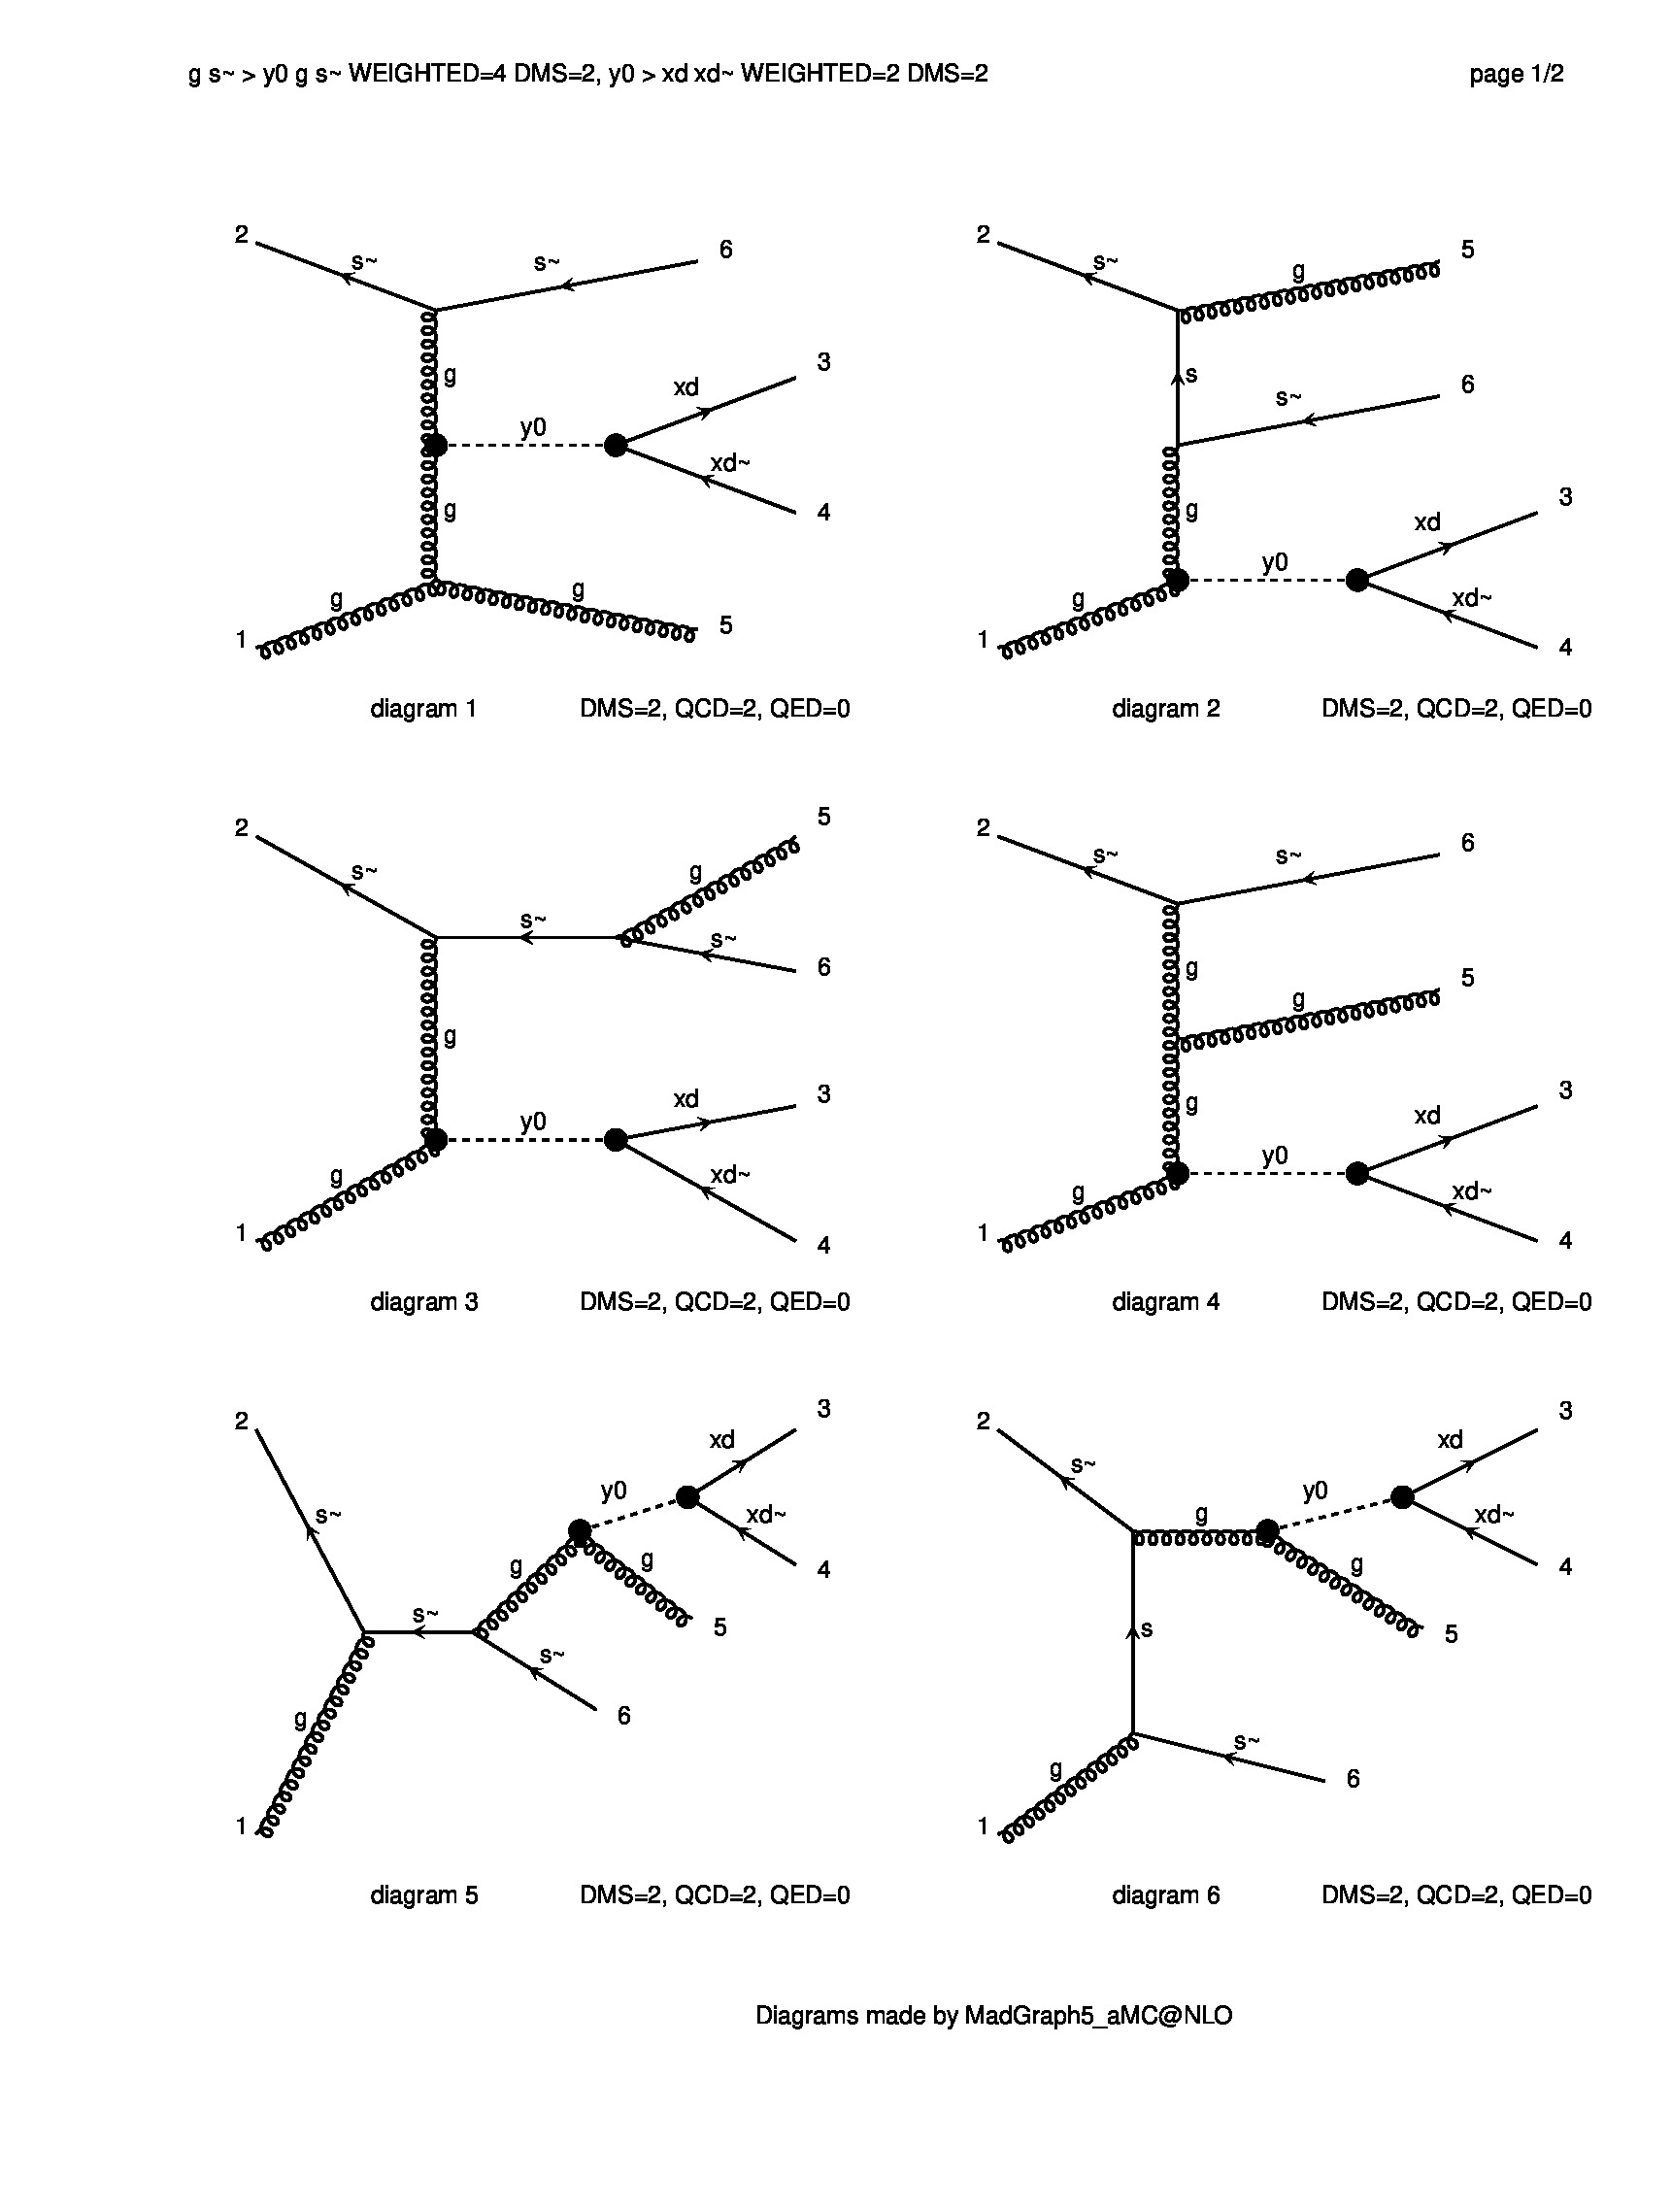 g s~ > y0 g s~ WEIGHTED=4 DMS=2, y0 > xd xd~ WEIGHTED=2 DMS=2 page 1/2
2 s~ s~ 6
g
3
xd
y0
xd~
g
4
g g
1 5
diagram 1 DMS=2, QCD=2, QED=0
2 s~ g 5
s
s~ 6
g
3
xd
y0
xd~
g
1 4
diagram 2 DMS=2, QCD=2, QED=0
2 5
s~ g
s~ s~
6
g
xd 3
y0
g xd~
1 4
diagram 3 DMS=2, QCD=2, QED=0
2 s~ s~ 6
g
g 5
g
3
xd
y0
g xd~
1 4
diagram 4 DMS=2, QCD=2, QED=0
2 3
xd
y0
s~ xd~
g g 4
s~ 5
s~
g 6
1
diagram 5 DMS=2, QCD=2, QED=0
2 3
xd
s~ y0
g xd~
g 4
s 5
s~
g 6
1
diagram 6 DMS=2, QCD=2, QED=0
Diagrams made by MadGraph5_aMC@NLO